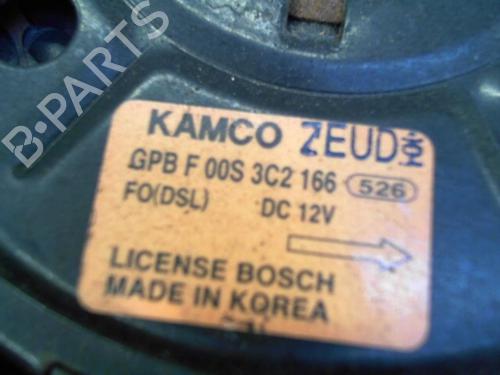 B-PARTS
KAMCO ZEUD
GPB F 00S 3C2 166 526
FO(DSL) DC 12V
LICENSE BOSCH
MADE IN KOREA